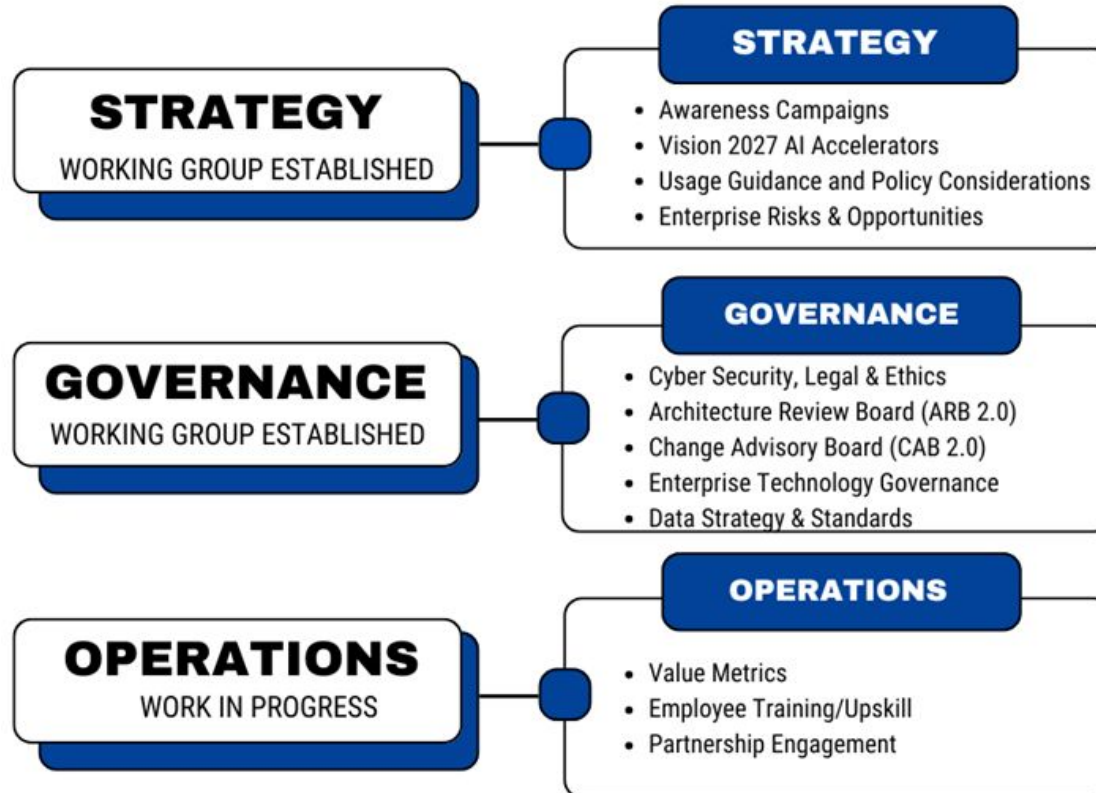 STRATEGY
WORKING GROUP ESTABLISHED
STRATEGY
• Awareness Campaigns
• Vision 2027 AI Accelerators
• Usage Guidance and Policy Considerations
• Enterprise Risks & Opportunities
GOVERNANCE
WORKING GROUP ESTABLISHED
GOVERNANCE
• Cyber Security, Legal & Ethics
• Architecture Review Board (ARB 2.0)
• Change Advisory Board (CAB 2.0)
• Enterprise Technology Governance
• Data Strategy & Standards
OPERATIONS
WORK IN PROGRESS
OPERATIONS
• Value Metrics
• Employee Training/Upskill
• Partnership Engagement